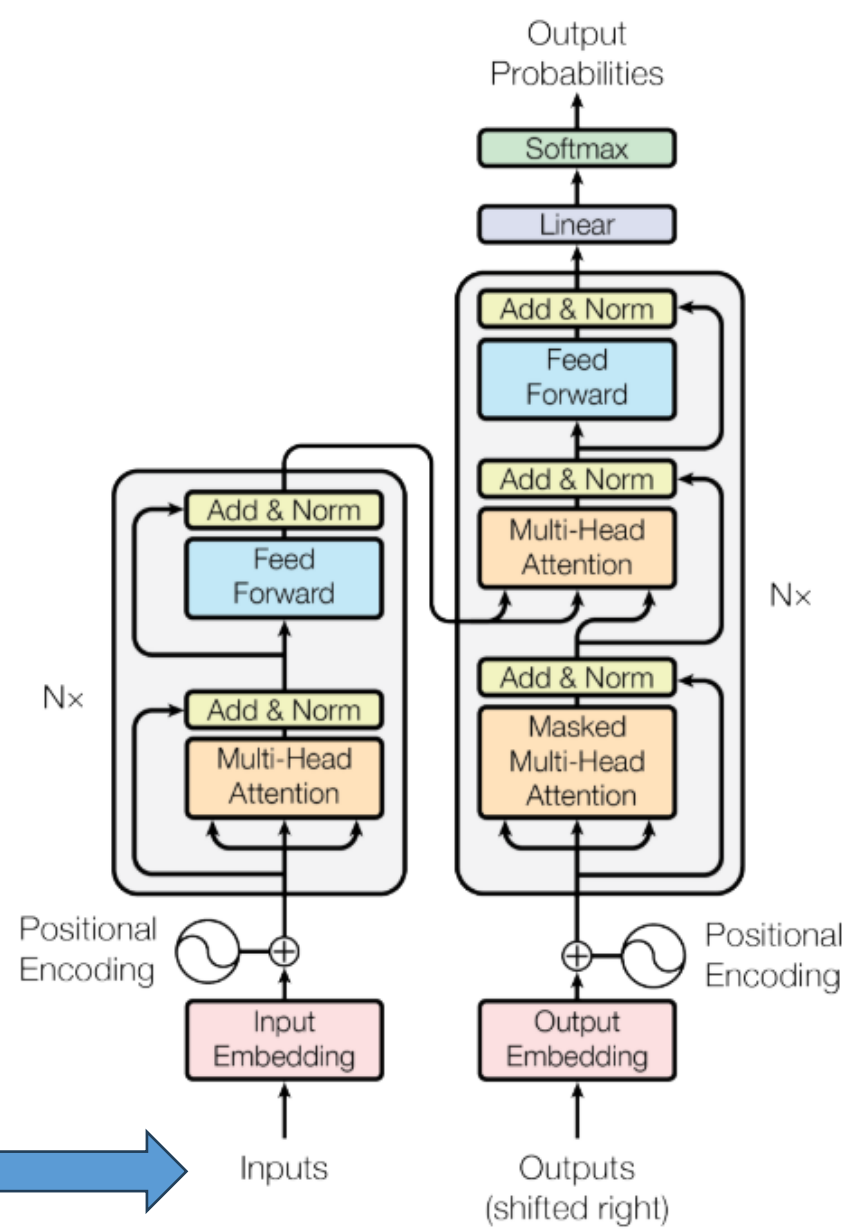 Output
Probabilities
Softmax
Linear
Add & Norm
Feed
Forward
Add & Norm
Multi-Head
Attention
Nx
Add & Norm
Masked
Multi-Head
Attention
Add & Norm
Feed
Forward
Nx
Add & Norm
Multi-Head
Attention
Positional
Encoding
Positional
Encoding
Input
Embedding
Output
Embedding
Inputs
Outputs
(shifted right)